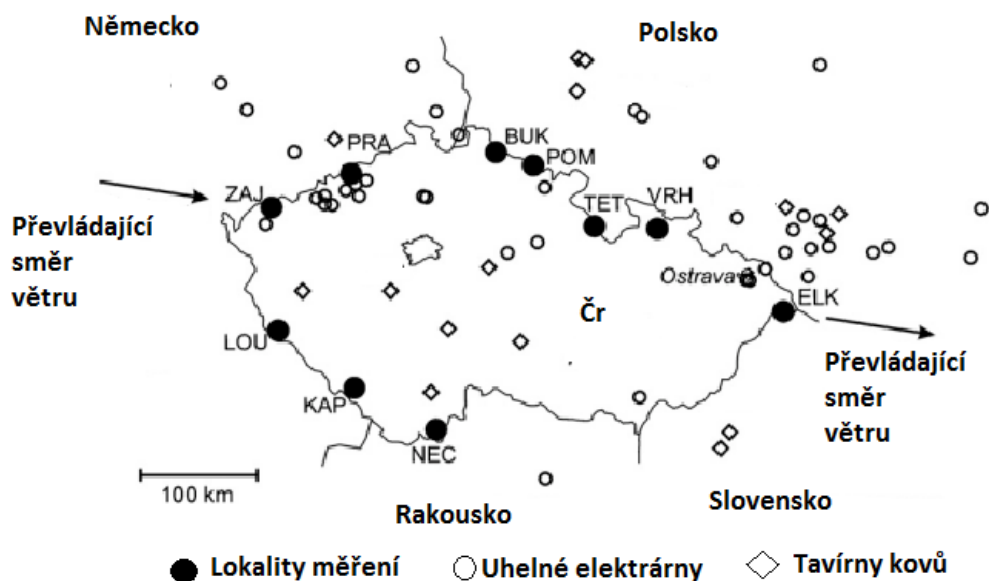 Německo
Polsko
PRA
BUK
POM
ZAJ
TET
VRH
Převládající
směr
větru
Ostrava
ELK
Čr
LOU
Převládající
směr
větru
KAP
NEC
100 km
Rakousko
Slovensko
Lokality měření
Uhelné elektrárny
Tavírny kovů